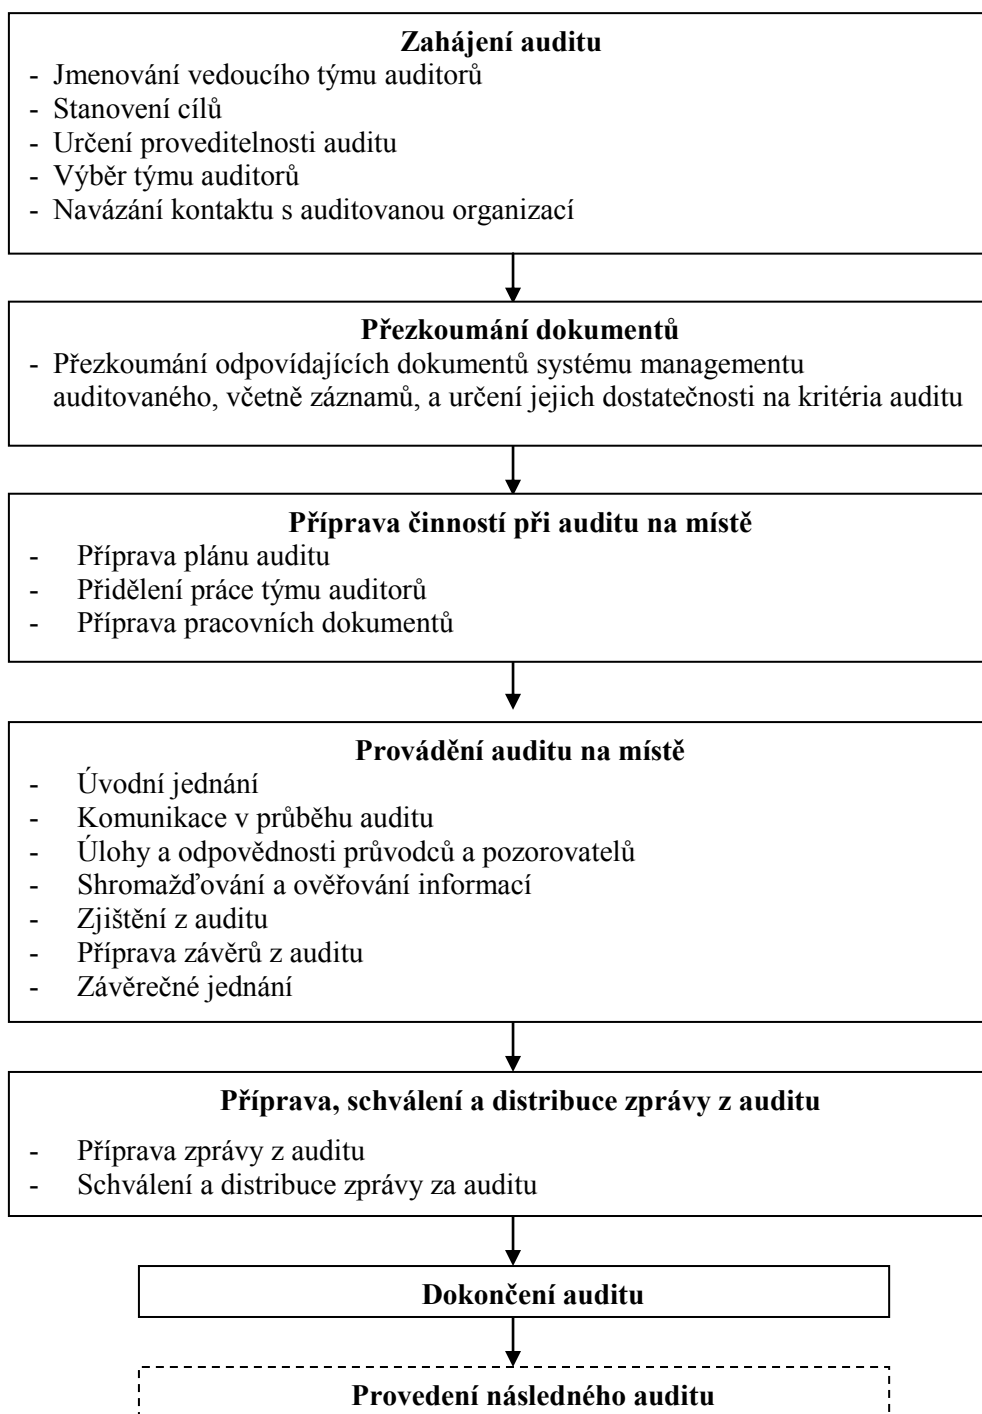 Zahájení auditu
- Jmenování vedoucího týmu auditorů
- Stanovení cílů
- Určení proveditelnosti auditu
- Výběr týmu auditorů
- Navázání kontaktu s auditovanou organizací
Přezkoumání dokumentů
- Přezkoumání odpovídajících dokumentů systému managementu
auditovaného, včetně záznamů, a určení jejich dostatečnosti na kritéria auditu
Příprava činností při auditu na místě
- Příprava plánu auditu
- Přidělení práce týmu auditorů
- Příprava pracovních dokumentů
Provádění auditu na místě
- Úvodní jednání
- Komunikace v průběhu auditu
- Úlohy a odpovědnosti průvodců a pozorovatelů
- Shromažďování a ověřování informací
- Zjištění z auditu
- Příprava závěrů z auditu
- Závěrečné jednání
Příprava, schválení a distribuce zprávy z auditu
- Příprava zprávy z auditu
- Schválení a distribuce zprávy za auditu
Dokončení auditu
Provedení následného auditu